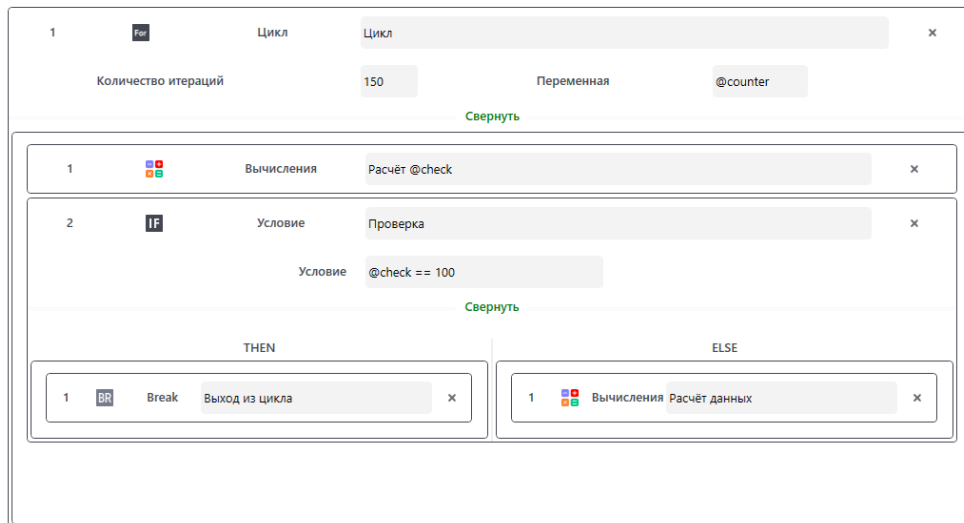 1 For Цикл Цикл ×
Количество итераций 150 Переменная @counter
Свернуть
1 Вычисления Расчёт @check ×
2 IF Условие Проверка ×
Условие @check == 100
Свернуть
THEN ELSE
1 BR Break Выход из цикла × 1 Вычисления Расчёт данных ×